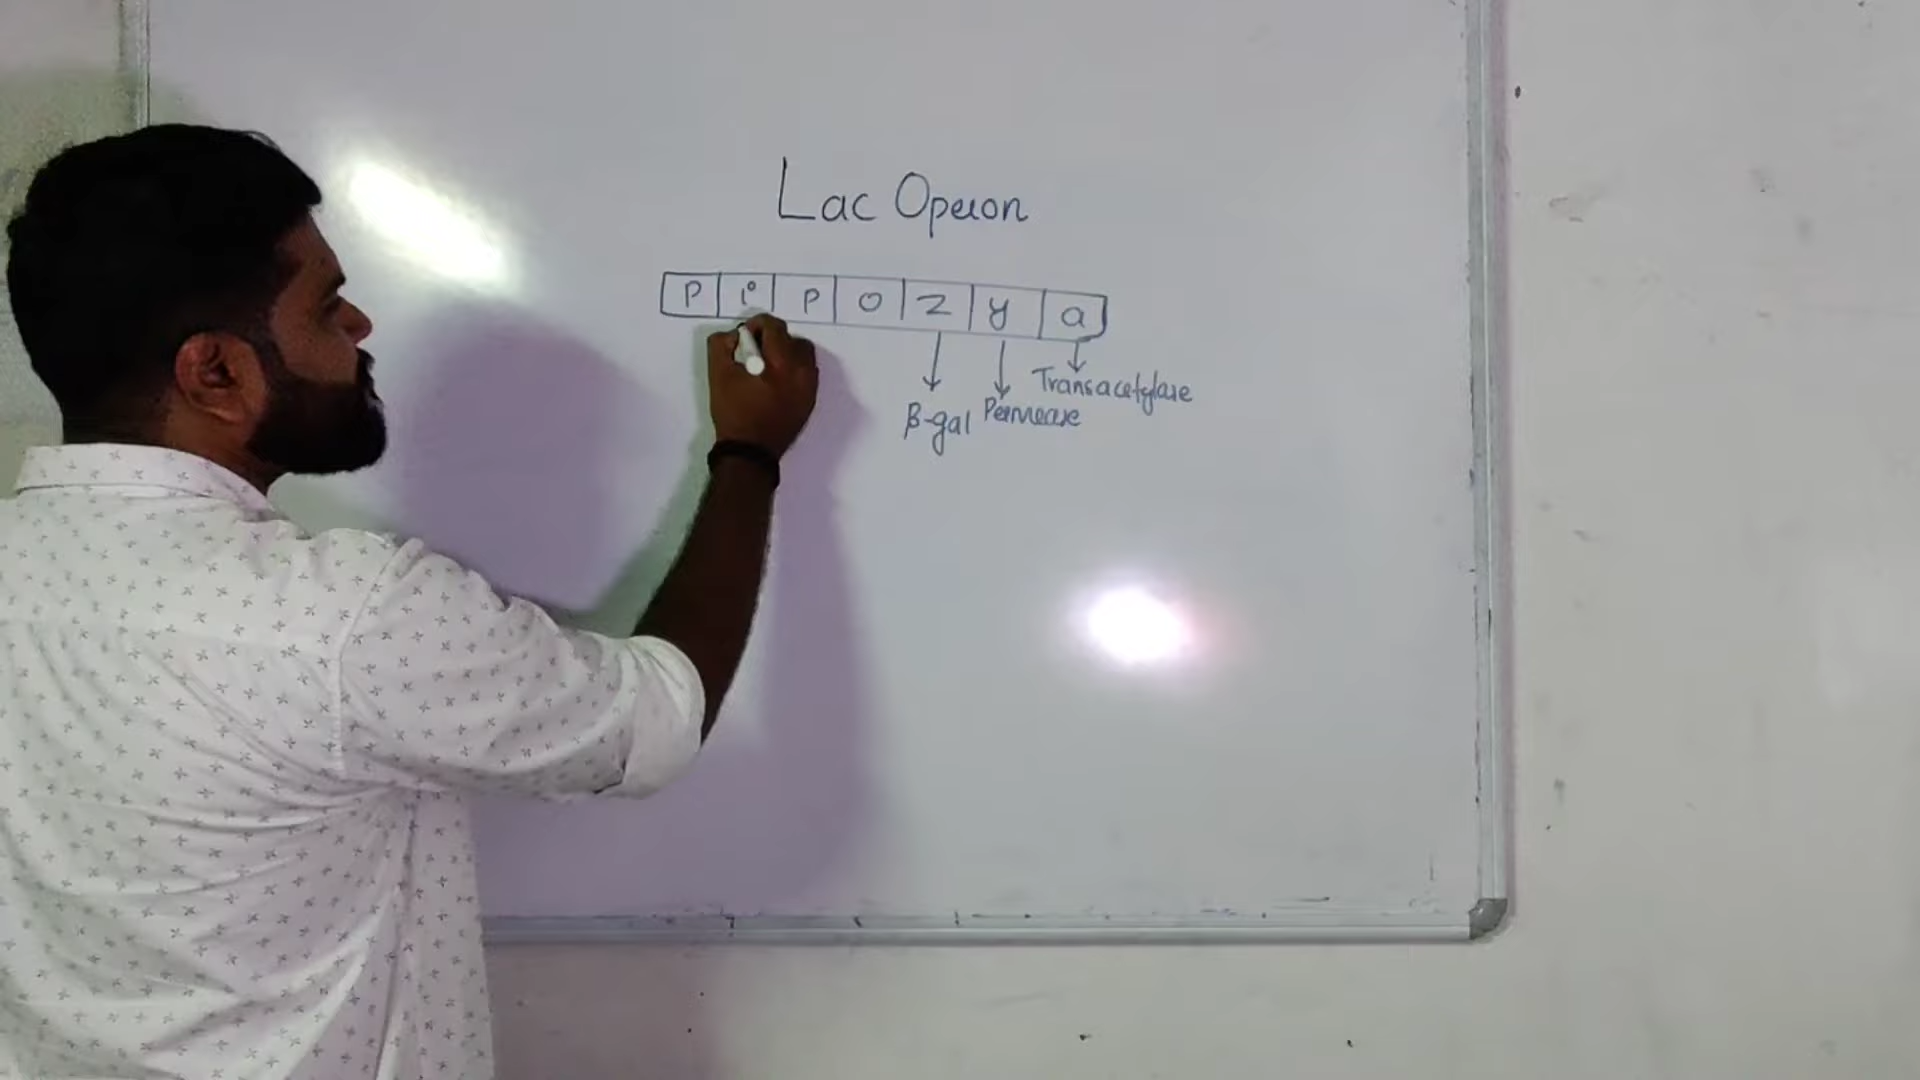 Lac Operon
P i P O Z y a
Transacetylase
β-gal Permease